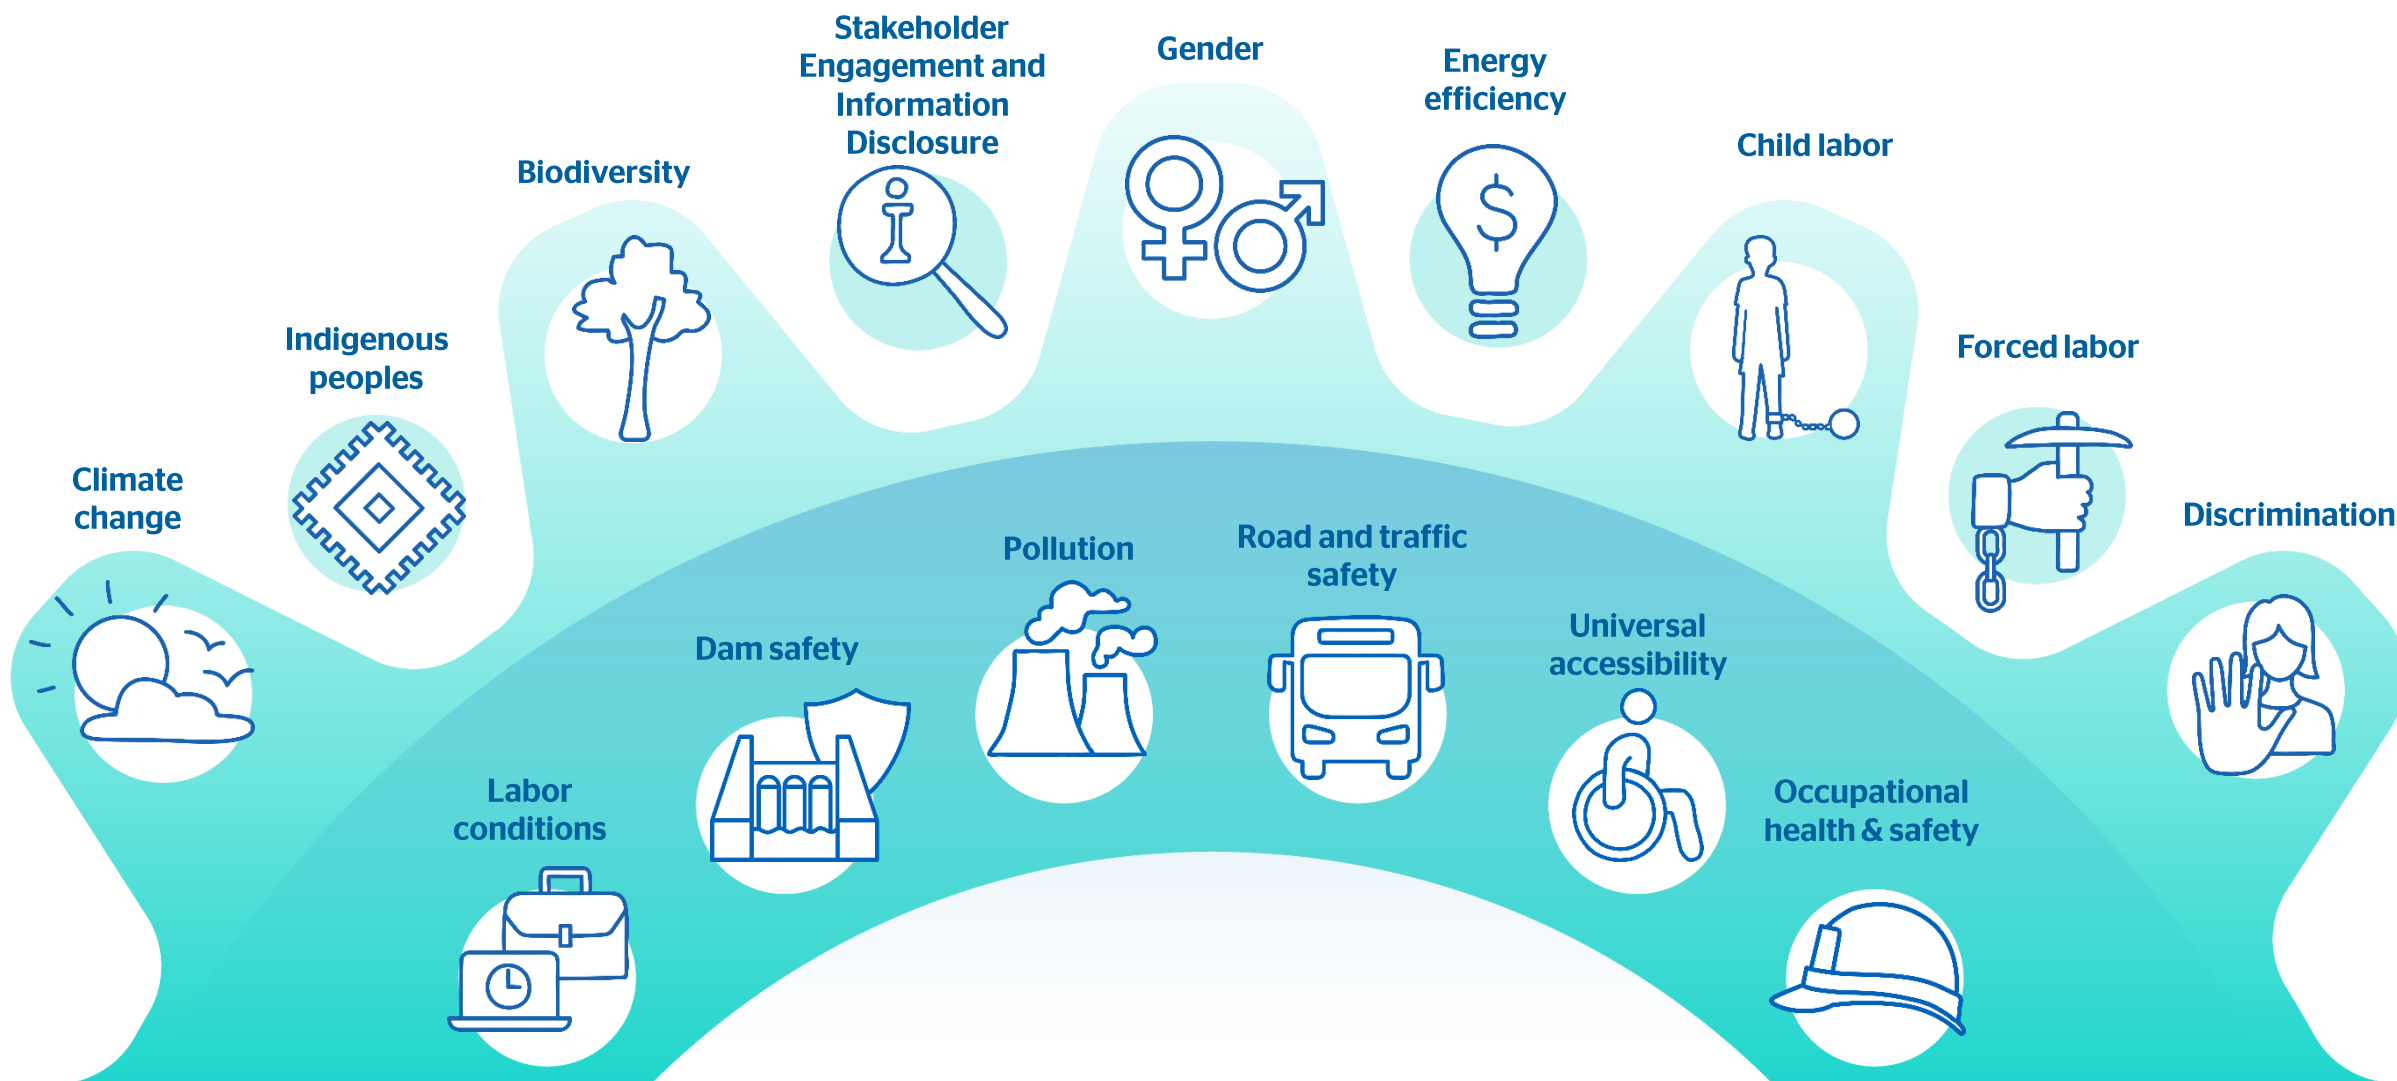 Stakeholder
Engagement and
Information
Disclosure
Gender
Energy
efficiency
Child labor
Biodiversity
Indigenous
peoples
Forced labor
Climate
change
Discrimination
Pollution
Road and traffic
safety
Dam safety
Universal
accessibility
Labor
conditions
Occupational
health & safety
i
$